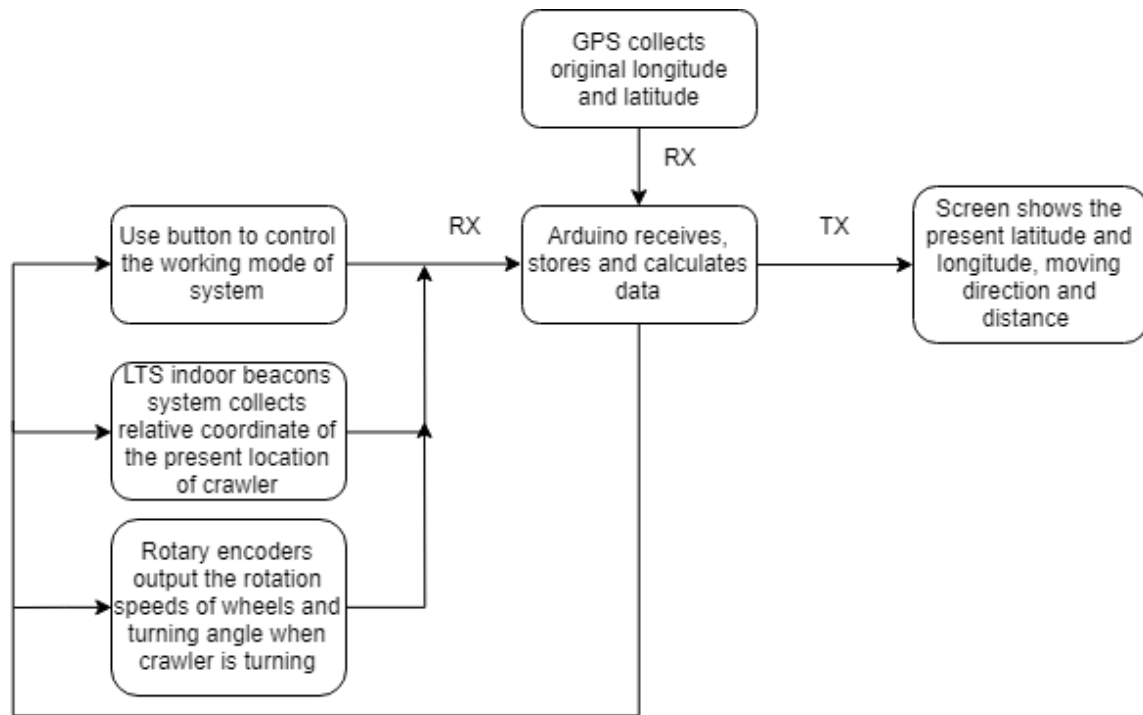 GPS collects
original longitude
and latitude
RX
Use button to control
the working mode of
system
RX
Arduino receives,
stores and calculates
data
TX
Screen shows the
present latitude and
longitude, moving
direction and
distance
LTS indoor beacons
system collects
relative coordinate of
the present location
of crawler
Rotary encoders
output the rotation
speeds of wheels and
turning angle when
crawler is turning